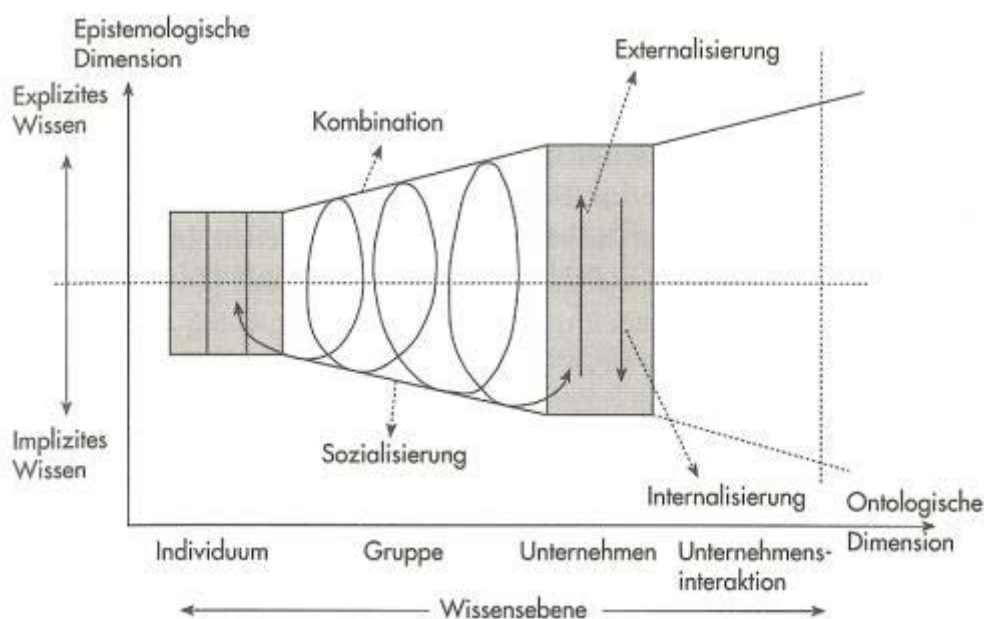 Epistemologische
Dimension
Externalisierung
Explizites
Wissen
Kombination
Implizites
Wissen
Sozialisierung
Internalisierung
Ontologische
Dimension
Individuum
Gruppe
Unternehmen
Unternehmens-
interaktion
Wissensebene